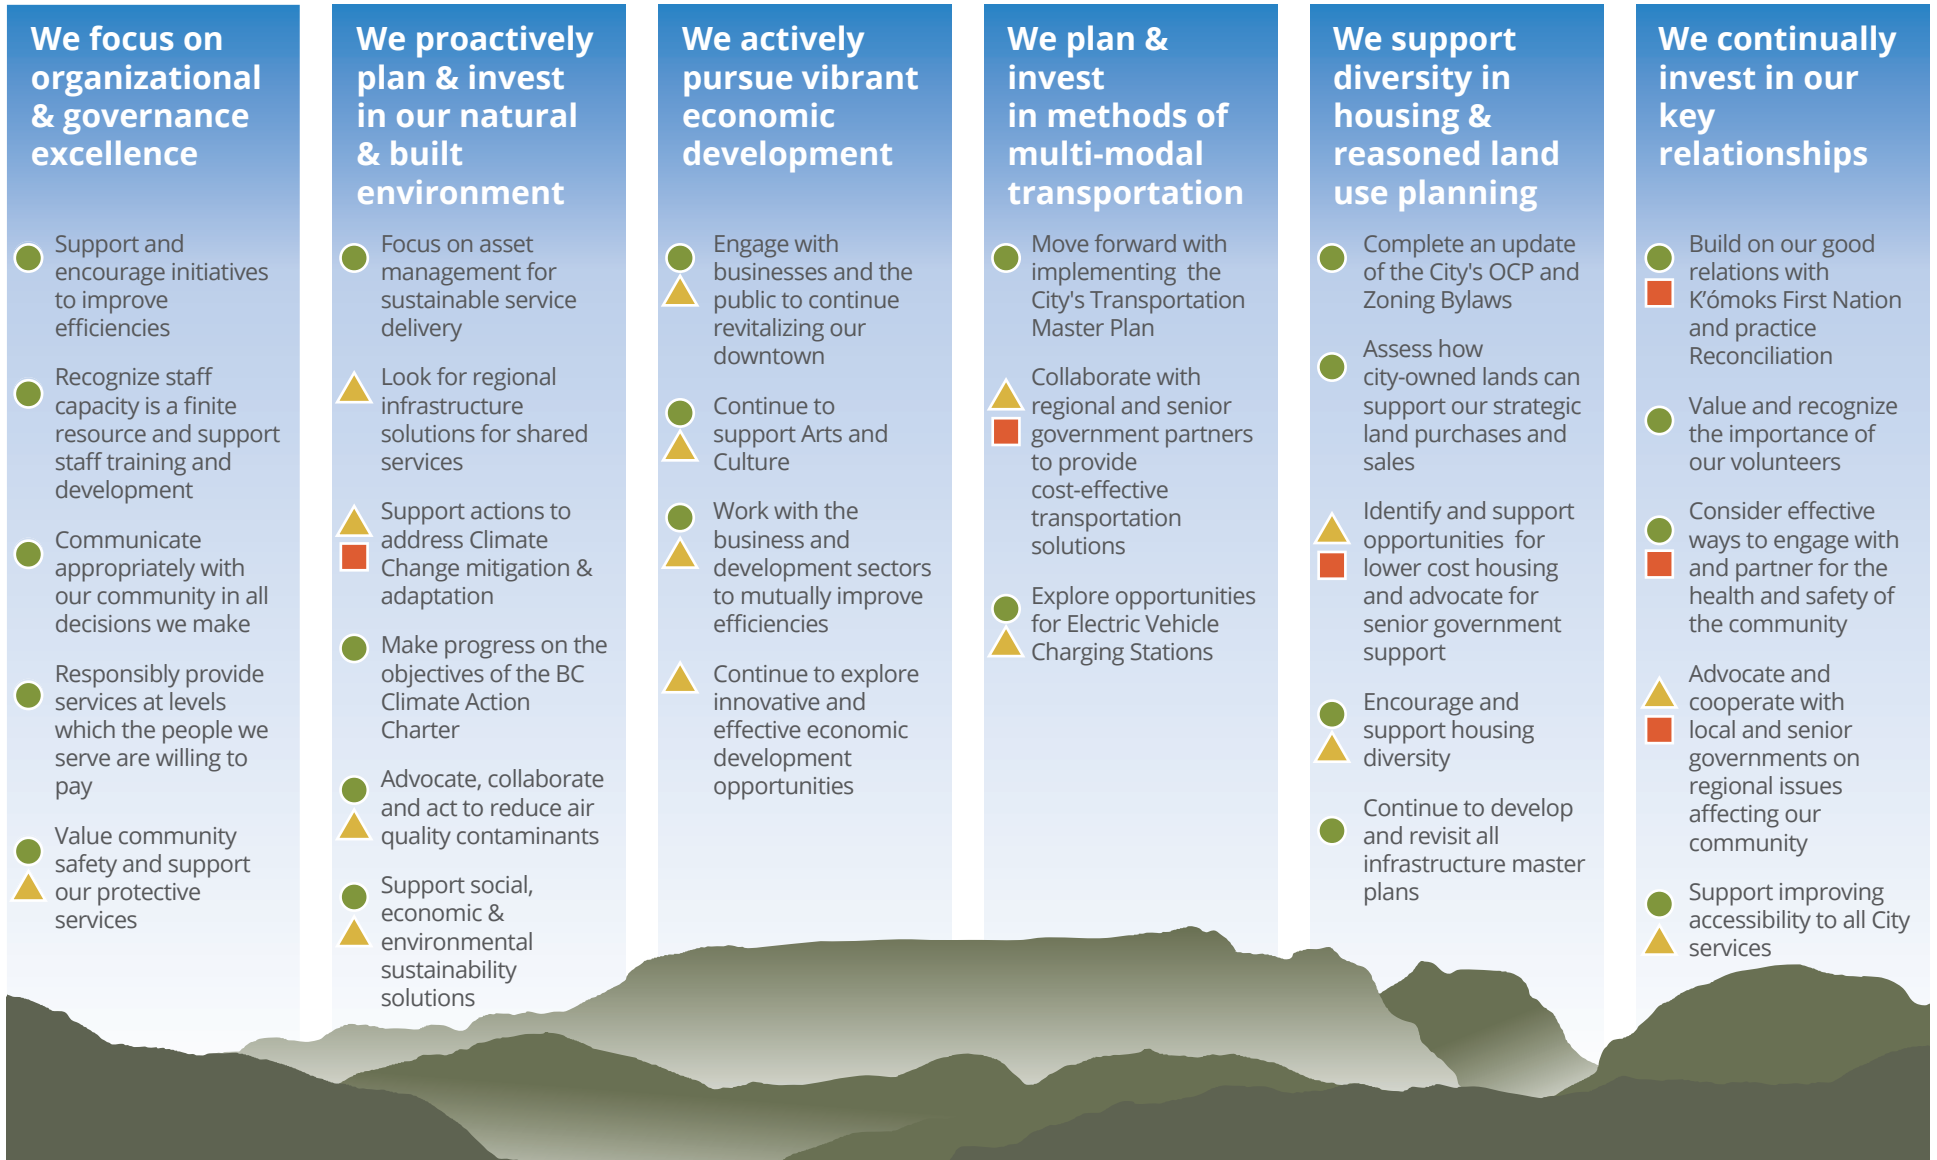 We focus on
organizational
& governance
excellence
Support and
encourage initiatives
to improve
efficiencies
Recognize staff
capacity is a finite
resource and support
staff training and
development
Communicate
appropriately with
our community in all
decisions we make
Responsibly provide
services at levels
which the people we
serve are willing to
pay
Value community
safety and support
our protective
services
We proactively
plan & invest
in our natural
& built
environment
Focus on asset
management for
sustainable service
delivery
Look for regional
infrastructure
solutions for shared
services
Support actions to
address Climate
Change mitigation &
adaptation
Make progress on the
objectives of the BC
Climate Action
Charter
Advocate, collaborate
and act to reduce air
quality contaminants
Support social,
economic &
environmental
sustainability
solutions
We actively
pursue vibrant
economic
development
Engage with
businesses and the
public to continue
revitalizing our
downtown
Continue to
support Arts and
Culture
Work with the
business and
development sectors
to mutually improve
efficiencies
Continue to explore
innovative and
effective economic
development
opportunities
We plan &
invest
in methods of
multi-modal
transportation
Move forward with
implementing the
City's Transportation
Master Plan
Collaborate with
regional and senior
government partners
to provide
cost-effective
transportation
solutions
Explore opportunities
for Electric Vehicle
Charging Stations
We support
diversity in
housing &
reasoned land
use planning
Complete an update
of the City's OCP and
Zoning Bylaws
Assess how
city-owned lands can
support our strategic
land purchases and
sales
Identify and support
opportunities for
lower cost housing
and advocate for
senior government
support
Encourage and
support housing
diversity
Continue to develop
and revisit all
infrastructure master
plans
We continually
invest in our
key
relationships
Build on our good
relations with
K’ómoks First Nation
and practice
Reconciliation
Value and recognize
the importance of
our volunteers
Consider effective
ways to engage with
and partner for the
health and safety of
the community
Advocate and
cooperate with
local and senior
governments on
regional issues
affecting our
community
Support improving
accessibility to all City
services